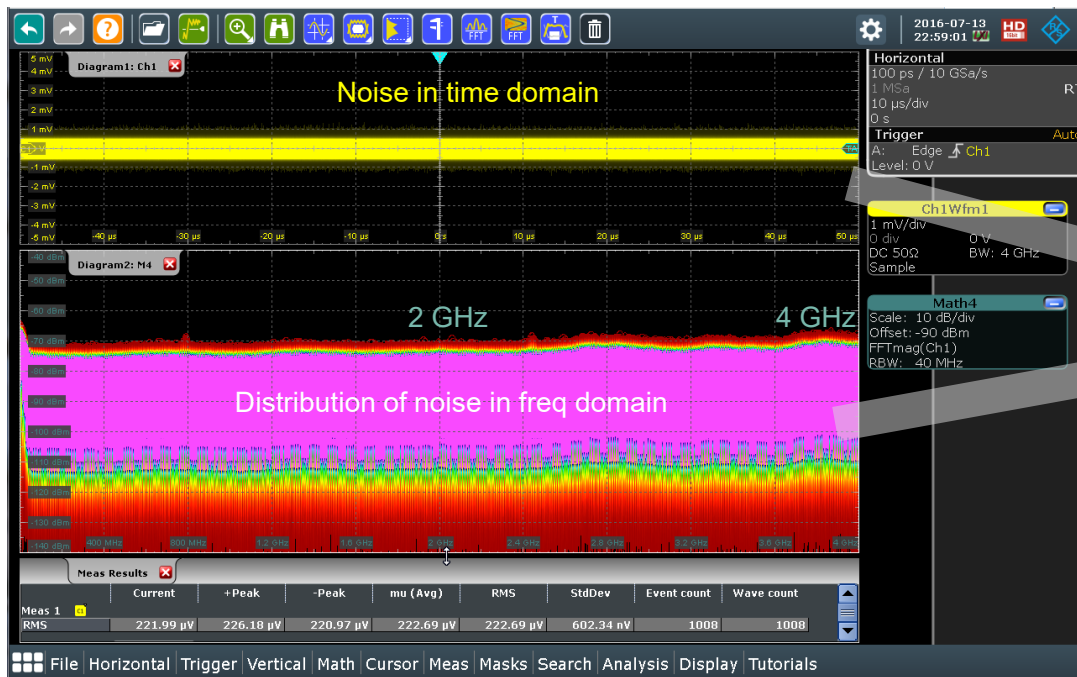 FFT
FFT
2016-07-13
22:59:01
HD
16bit
Diagram1: Ch1
5 mV
4 mV
3 mV
2 mV
1 mV
-1 mV
-2 mV
-3 mV
-4 mV
-5 mV
Noise in time domain
TA
-40 µs
-30 µs
-20 µs
-10 µs
0 s
10 µs
20 µs
30 µs
40 µs
50 µs
Horizontal
100 ps / 10 GSa/s
1 MSa
10 µs/div
0 s
Trigger
Auto
A: Edge Ch1
Level: 0 V
Ch1Wfm1
1 mV/div
0 div 0 V
DC 50Ω BW: 4 GHz
Sample
Math4
Scale: 10 dB/div
Offset: -90 dBm
FFTmag(Ch1)
RBW: 40 MHz
Diagram2: M4
-40 dBm
-50 dBm
-60 dBm
-70 dBm
-80 dBm
-90 dBm
-100 dBm
-110 dBm
-120 dBm
-130 dBm
-140 dBm
2 GHz
4 GHz
Distribution of noise in freq domain
400 MHz
800 MHz
1.2 GHz
1.6 GHz
2 GHz
2.4 GHz
2.8 GHz
3.2 GHz
3.6 GHz
4 GHz
Meas Results
Current +Peak -Peak mu (Avg) RMS StdDev Event count Wave count
Meas 1 C1
RMS 221.99 µV 226.18 µV 220.97 µV 222.69 µV 222.69 µV 602.34 nV 1008 1008
File Horizontal Trigger Vertical Math Cursor Meas Masks Search Analysis Display Tutorials